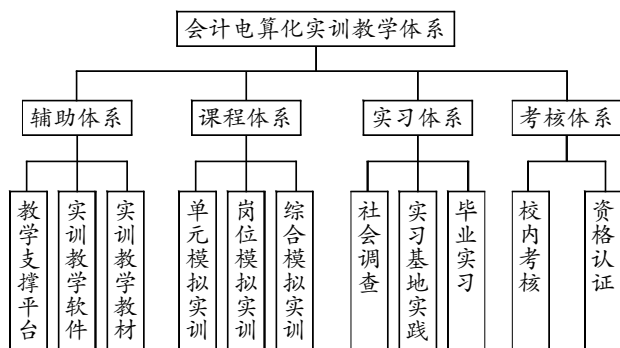 会计电算化实训教学体系
辅助体系
课程体系
实习体系
考核体系
教学支撑平台
实训教学软件
实训教学教材
单元模拟实训
岗位模拟实训
综合模拟实训
社会调查
实习基地实践
毕业实习
校内考核
资格认证